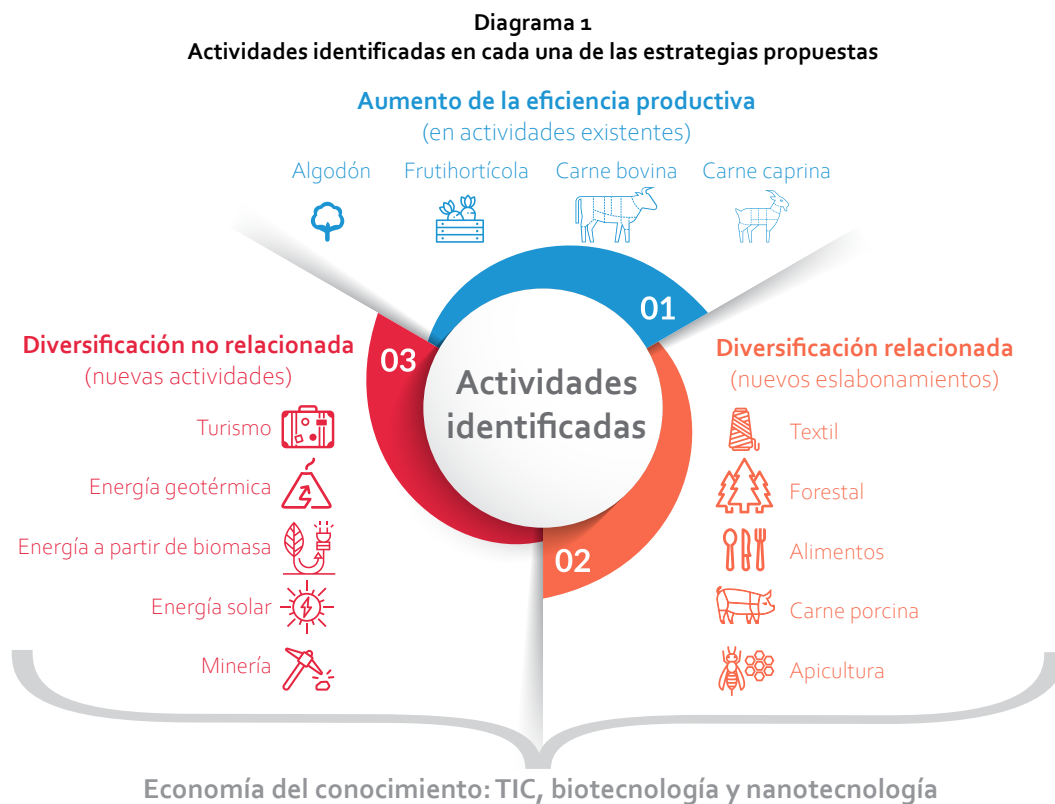 Diagrama 1
Actividades identificadas en cada una de las estrategias propuestas
Aumento de la eficiencia productiva
(en actividades existentes)
Algodón Frutihortícola Carne bovina Carne caprina
01
Diversificación no relacionada
(nuevas actividades)
03
Actividades
identificadas
Diversificación relacionada
(nuevos eslabonamientos)
Turismo
Energía geotérmica
Energía a partir de biomasa
Energía solar
Minería
02
Textil
Forestal
Alimentos
Carne porcina
Apicultura
Economía del conocimiento: TIC, biotecnología y nanotecnología